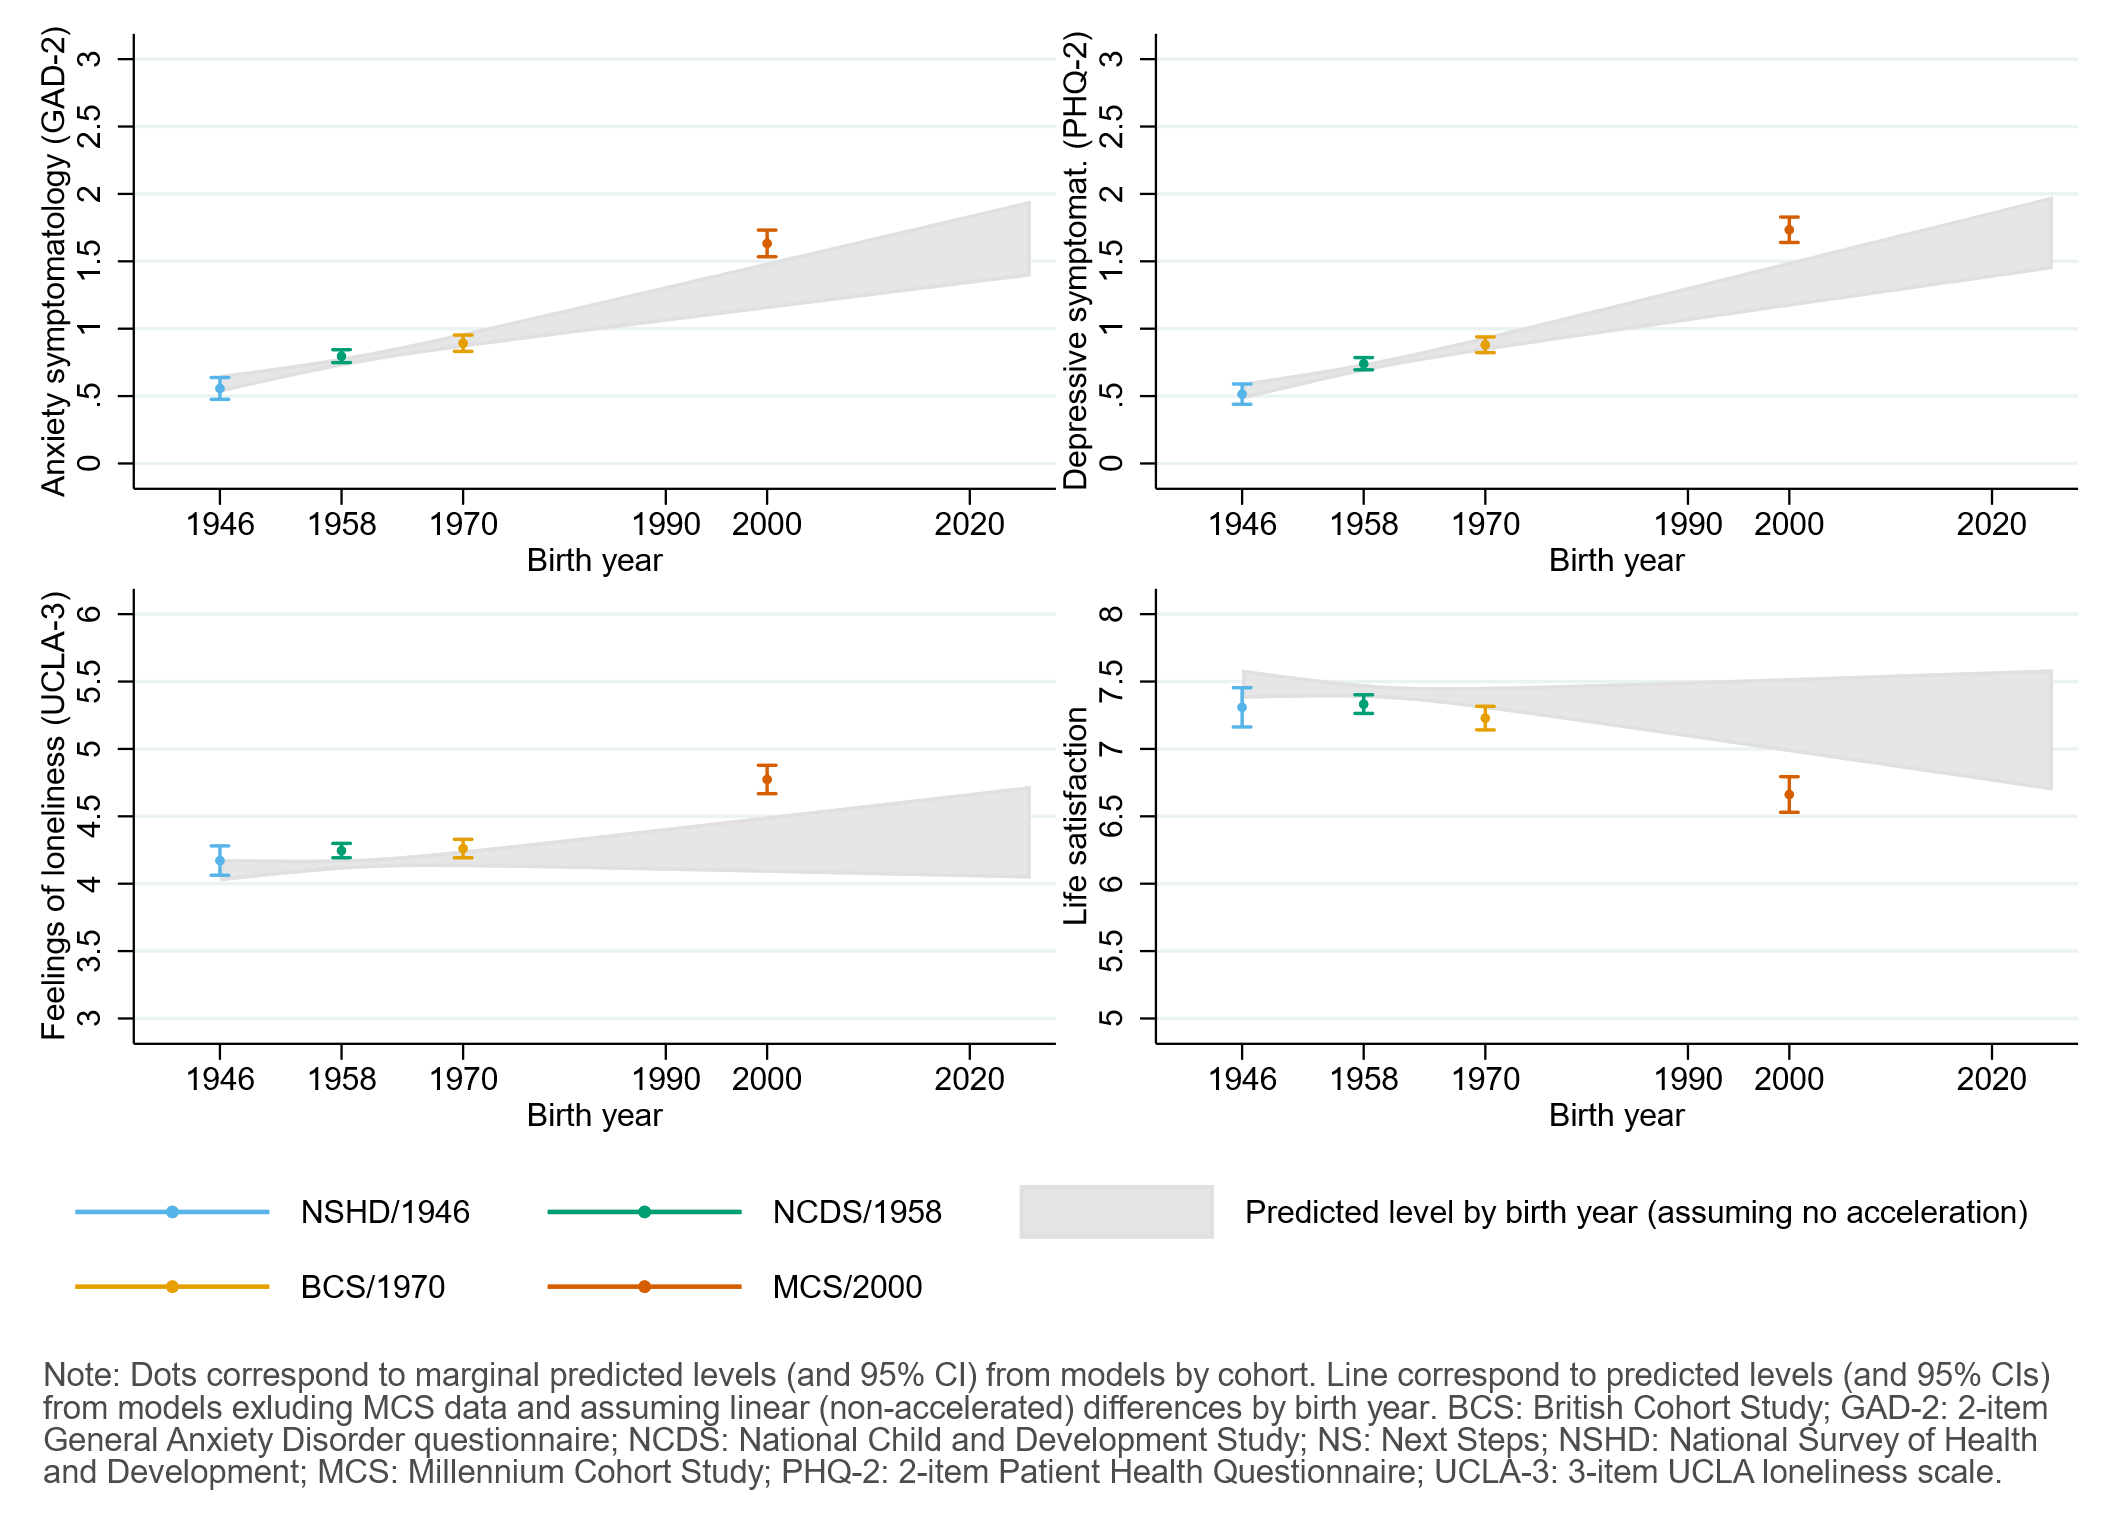 Anxiety symptomatology (GAD-2)
3
2.5
2
1.5
1
.5
0
1946 1958 1970 1990 2000 2020
Birth year
Depressive symptomat. (PHQ-2)
3
2.5
2
1.5
1
.5
0
1946 1958 1970 1990 2000 2020
Birth year
Feelings of loneliness (UCLA-3)
6
5.5
5
4.5
4
3.5
3
1946 1958 1970 1990 2000 2020
Birth year
Life satisfaction
8
7.5
7
6.5
6
5.5
5
1946 1958 1970 1990 2000 2020
Birth year
NSHD/1946 NCDS/1958 Predicted level by birth year (assuming no acceleration)
BCS/1970 MCS/2000
Note: Dots correspond to marginal predicted levels (and 95% CI) from models by cohort. Line correspond to predicted levels (and 95% CIs)
from models exluding MCS data and assuming linear (non-accelerated) differences by birth year. BCS: British Cohort Study; GAD-2: 2-item
General Anxiety Disorder questionnaire; NCDS: National Child and Development Study; NS: Next Steps; NSHD: National Survey of Health
and Development; MCS: Millennium Cohort Study; PHQ-2: 2-item Patient Health Questionnaire; UCLA-3: 3-item UCLA loneliness scale.